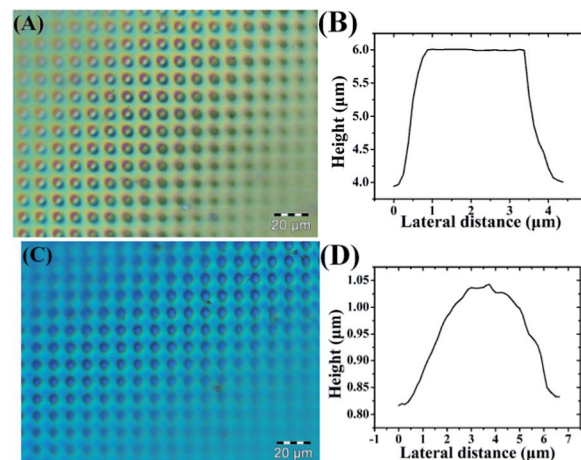 (A)
20 µm
(B)
Height (µm)
6.0
5.5
5.0
4.5
4.0
0 1 2 3 4
Lateral distance (µm)
(C)
20 µm
(D)
Height (µm)
1.05
1.00
0.95
0.90
0.85
0.80
-1 0 1 2 3 4 5 6 7
Lateral distance (µm)